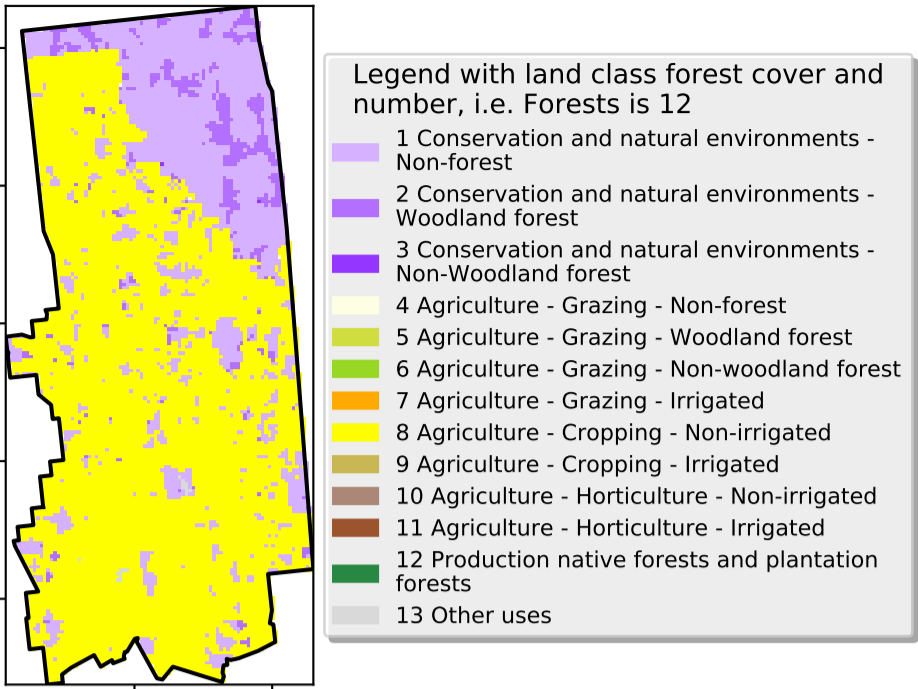 Legend with land class forest cover and
number, i.e. Forests is 12
1 Conservation and natural environments -
Non-forest
2 Conservation and natural environments -
Woodland forest
3 Conservation and natural environments -
Non-Woodland forest
4 Agriculture - Grazing - Non-forest
5 Agriculture - Grazing - Woodland forest
6 Agriculture - Grazing - Non-woodland forest
7 Agriculture - Grazing - Irrigated
8 Agriculture - Cropping - Non-irrigated
9 Agriculture - Cropping - Irrigated
10 Agriculture - Horticulture - Non-irrigated
11 Agriculture - Horticulture - Irrigated
12 Production native forests and plantation
forests
13 Other uses